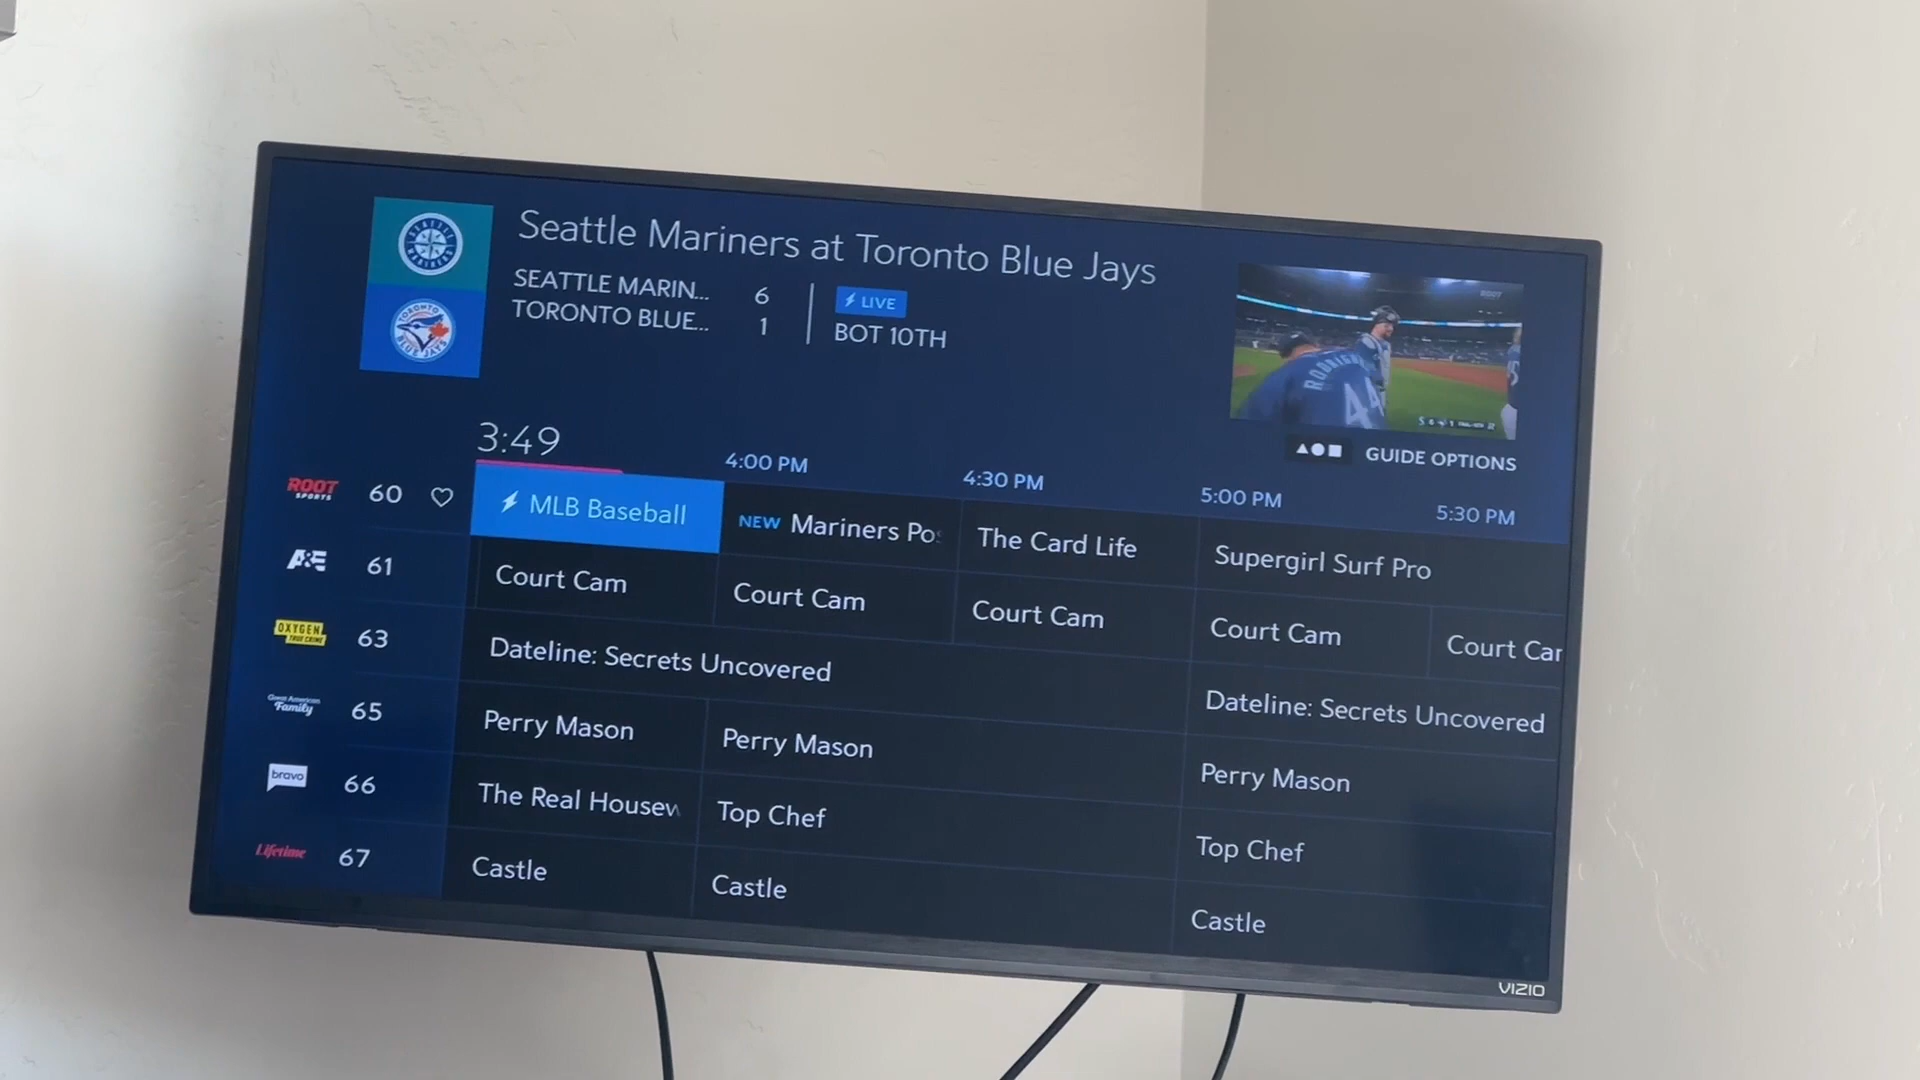 Seattle Mariners at Toronto Blue Jays
SEATTLE MARIN... 6
TORONTO BLUE... 1
LIVE
BOT 10TH
ROOT
RODRIGUEZ
44
GUIDE OPTIONS
3:49 4:00 PM 4:30 PM 5:00 PM 5:30 PM
ROOT SPORTS 60 MLB Baseball NEW Mariners Pos The Card Life Supergirl Surf Pro
A&E 61 Court Cam Court Cam Court Cam Court Cam Court Car
OXYGEN TRUE CRIME 63 Dateline: Secrets Uncovered Dateline: Secrets Uncovered
Great American Family 65 Perry Mason Perry Mason Perry Mason
bravo 66 The Real Housew Top Chef Top Chef
Lifetime 67 Castle Castle Castle
VIZIO